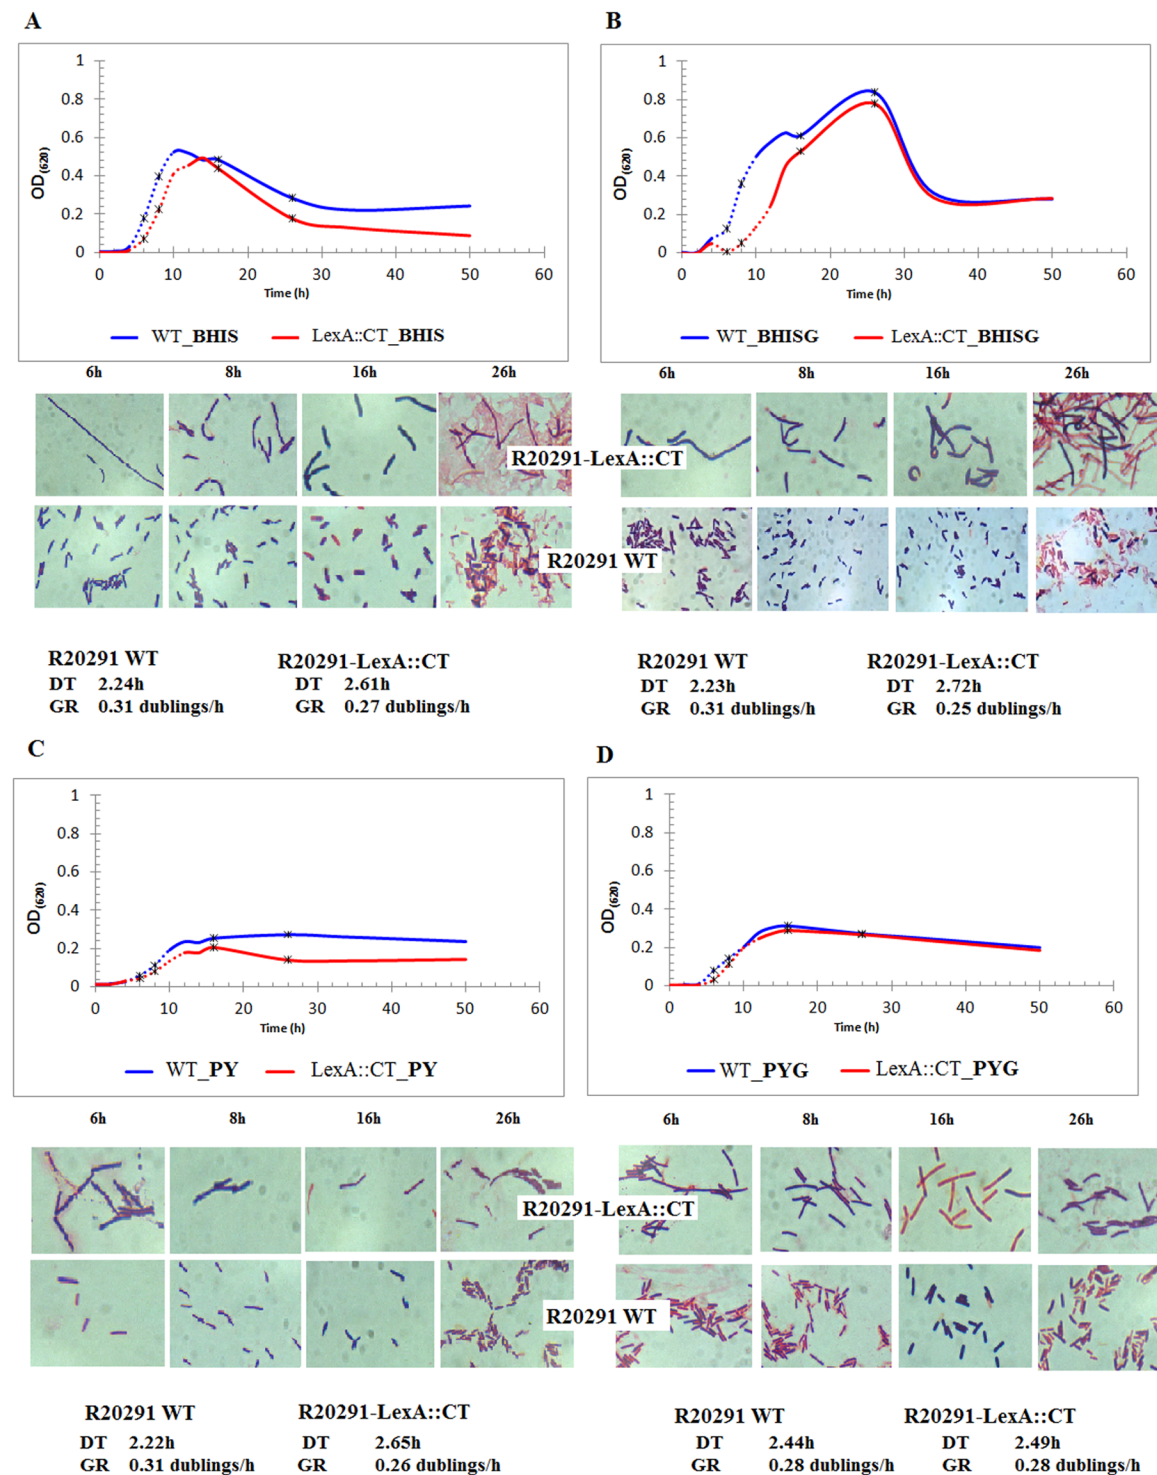 A
B
1
0.8
0.6
0.4
0.2
0
OD(620)
0 10 20 30 40 50 60
Time (h)
WT_BHIS LexA::CT_BHIS
1
0.8
0.6
0.4
0.2
0
OD(620)
0 10 20 30 40 50 60
Time (h)
WT_BHISG LexA::CT_BHISG
6h 8h 16h 26h
6h 8h 16h 26h
R20291-LexA::CT
R20291 WT
R20291-LexA::CT
R20291 WT
R20291 WT R20291-LexA::CT
DT 2.24h DT 2.61h
GR 0.31 dublings/h GR 0.27 dublings/h
R20291 WT R20291-LexA::CT
DT 2.23h DT 2.72h
GR 0.31 dublings/h GR 0.25 dublings/h
C
D
1
0.8
0.6
0.4
0.2
0
OD(620)
0 10 20 30 40 50 60
Time (h)
WT_PY LexA::CT_PY
1
0.8
0.6
0.4
0.2
0
OD(620)
0 10 20 30 40 50 60
Time (h)
WT_PYG LexA::CT_PYG
6h 8h 16h 26h
6h 8h 16h 26h
R20291-LexA::CT
R20291 WT
R20291-LexA::CT
R20291 WT
R20291 WT R20291-LexA::CT
DT 2.22h DT 2.65h
GR 0.31 dublings/h GR 0.26 dublings/h
R20291 WT R20291-LexA::CT
DT 2.44h DT 2.49h
GR 0.28 dublings/h GR 0.28 dublings/h